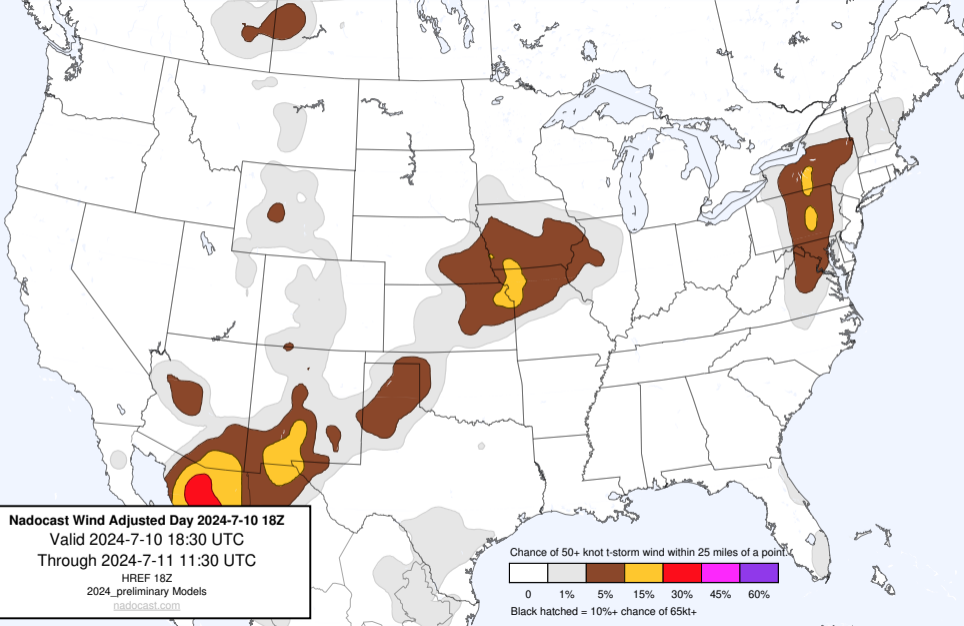 Nadocast Wind Adjusted Day 2024-7-10 18Z
Valid 2024-7-10 18:30 UTC
Through 2024-7-11 11:30 UTC
HREF 18Z
2024_preliminary Models
nadocast.com
Chance of 50+ knot t-storm wind within 25 miles of a point.
0 1% 5% 15% 30% 45% 60%
Black hatched = 10%+ chance of 65kt+